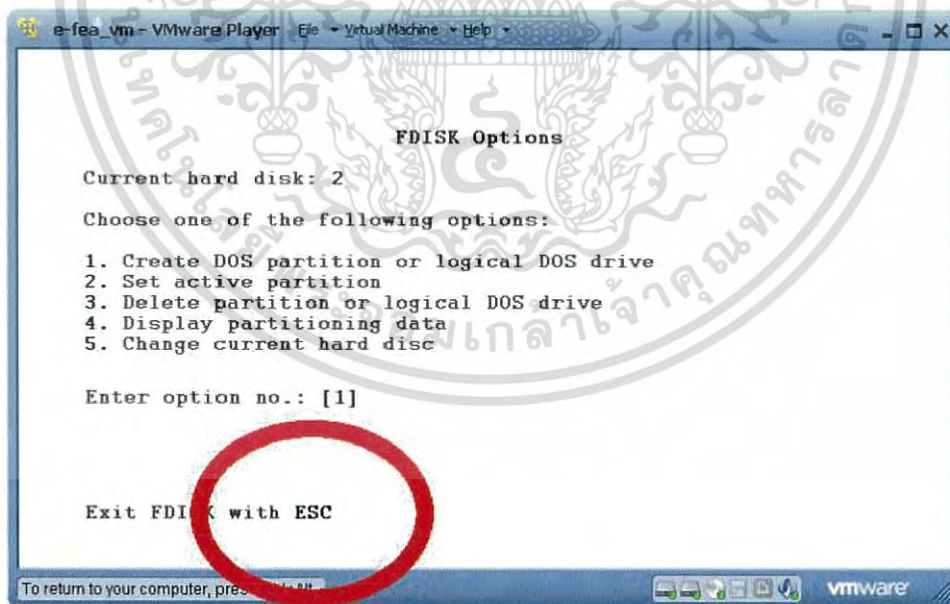 e-fea_vm - VMware Player File Virtual Machine Help
FDISK Options
Current hard disk: 2
Choose one of the following options:
1. Create DOS partition or logical DOS drive
2. Set active partition
3. Delete partition or logical DOS drive
4. Display partitioning data
5. Change current hard disc
Enter option no.: [1]
Exit FDI K with ESC
To return to your computer, pre
vmware